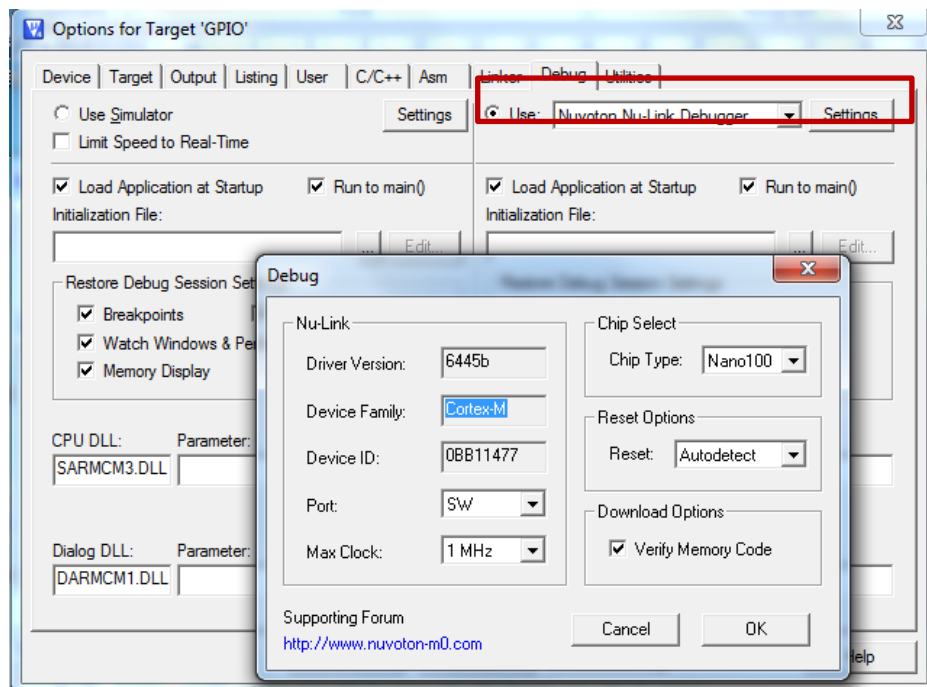 Options for Target 'GPIO'
Device Target Output Listing User C/C++ Asm Linker Debug Utilities
Use Simulator Settings Use: Nuvoton Nu-Link Debugger Settings
Limit Speed to Real-Time
Load Application at Startup Run to main() Load Application at Startup Run to main()
Initialization File: Initialization File:
... Edit... ... Edit...
Restore Debug Session Set Restore Debug Session Settings
Breakpoints
Watch Windows & Pe
Memory Display
CPU DLL: Parameter:
SARMCM3.DLL
Dialog DLL: Parameter:
DARMCM1.DLL
Help
Debug
Nu-Link
Driver Version: 6445b
Device Family: Cortex-M
Device ID: 0BB11477
Port: SW
Max Clock: 1 MHz
Chip Select
Chip Type: Nano100
Reset Options
Reset: Autodetect
Download Options
Verify Memory Code
Supporting Forum
http://www.nuvoton-m0.com
Cancel OK